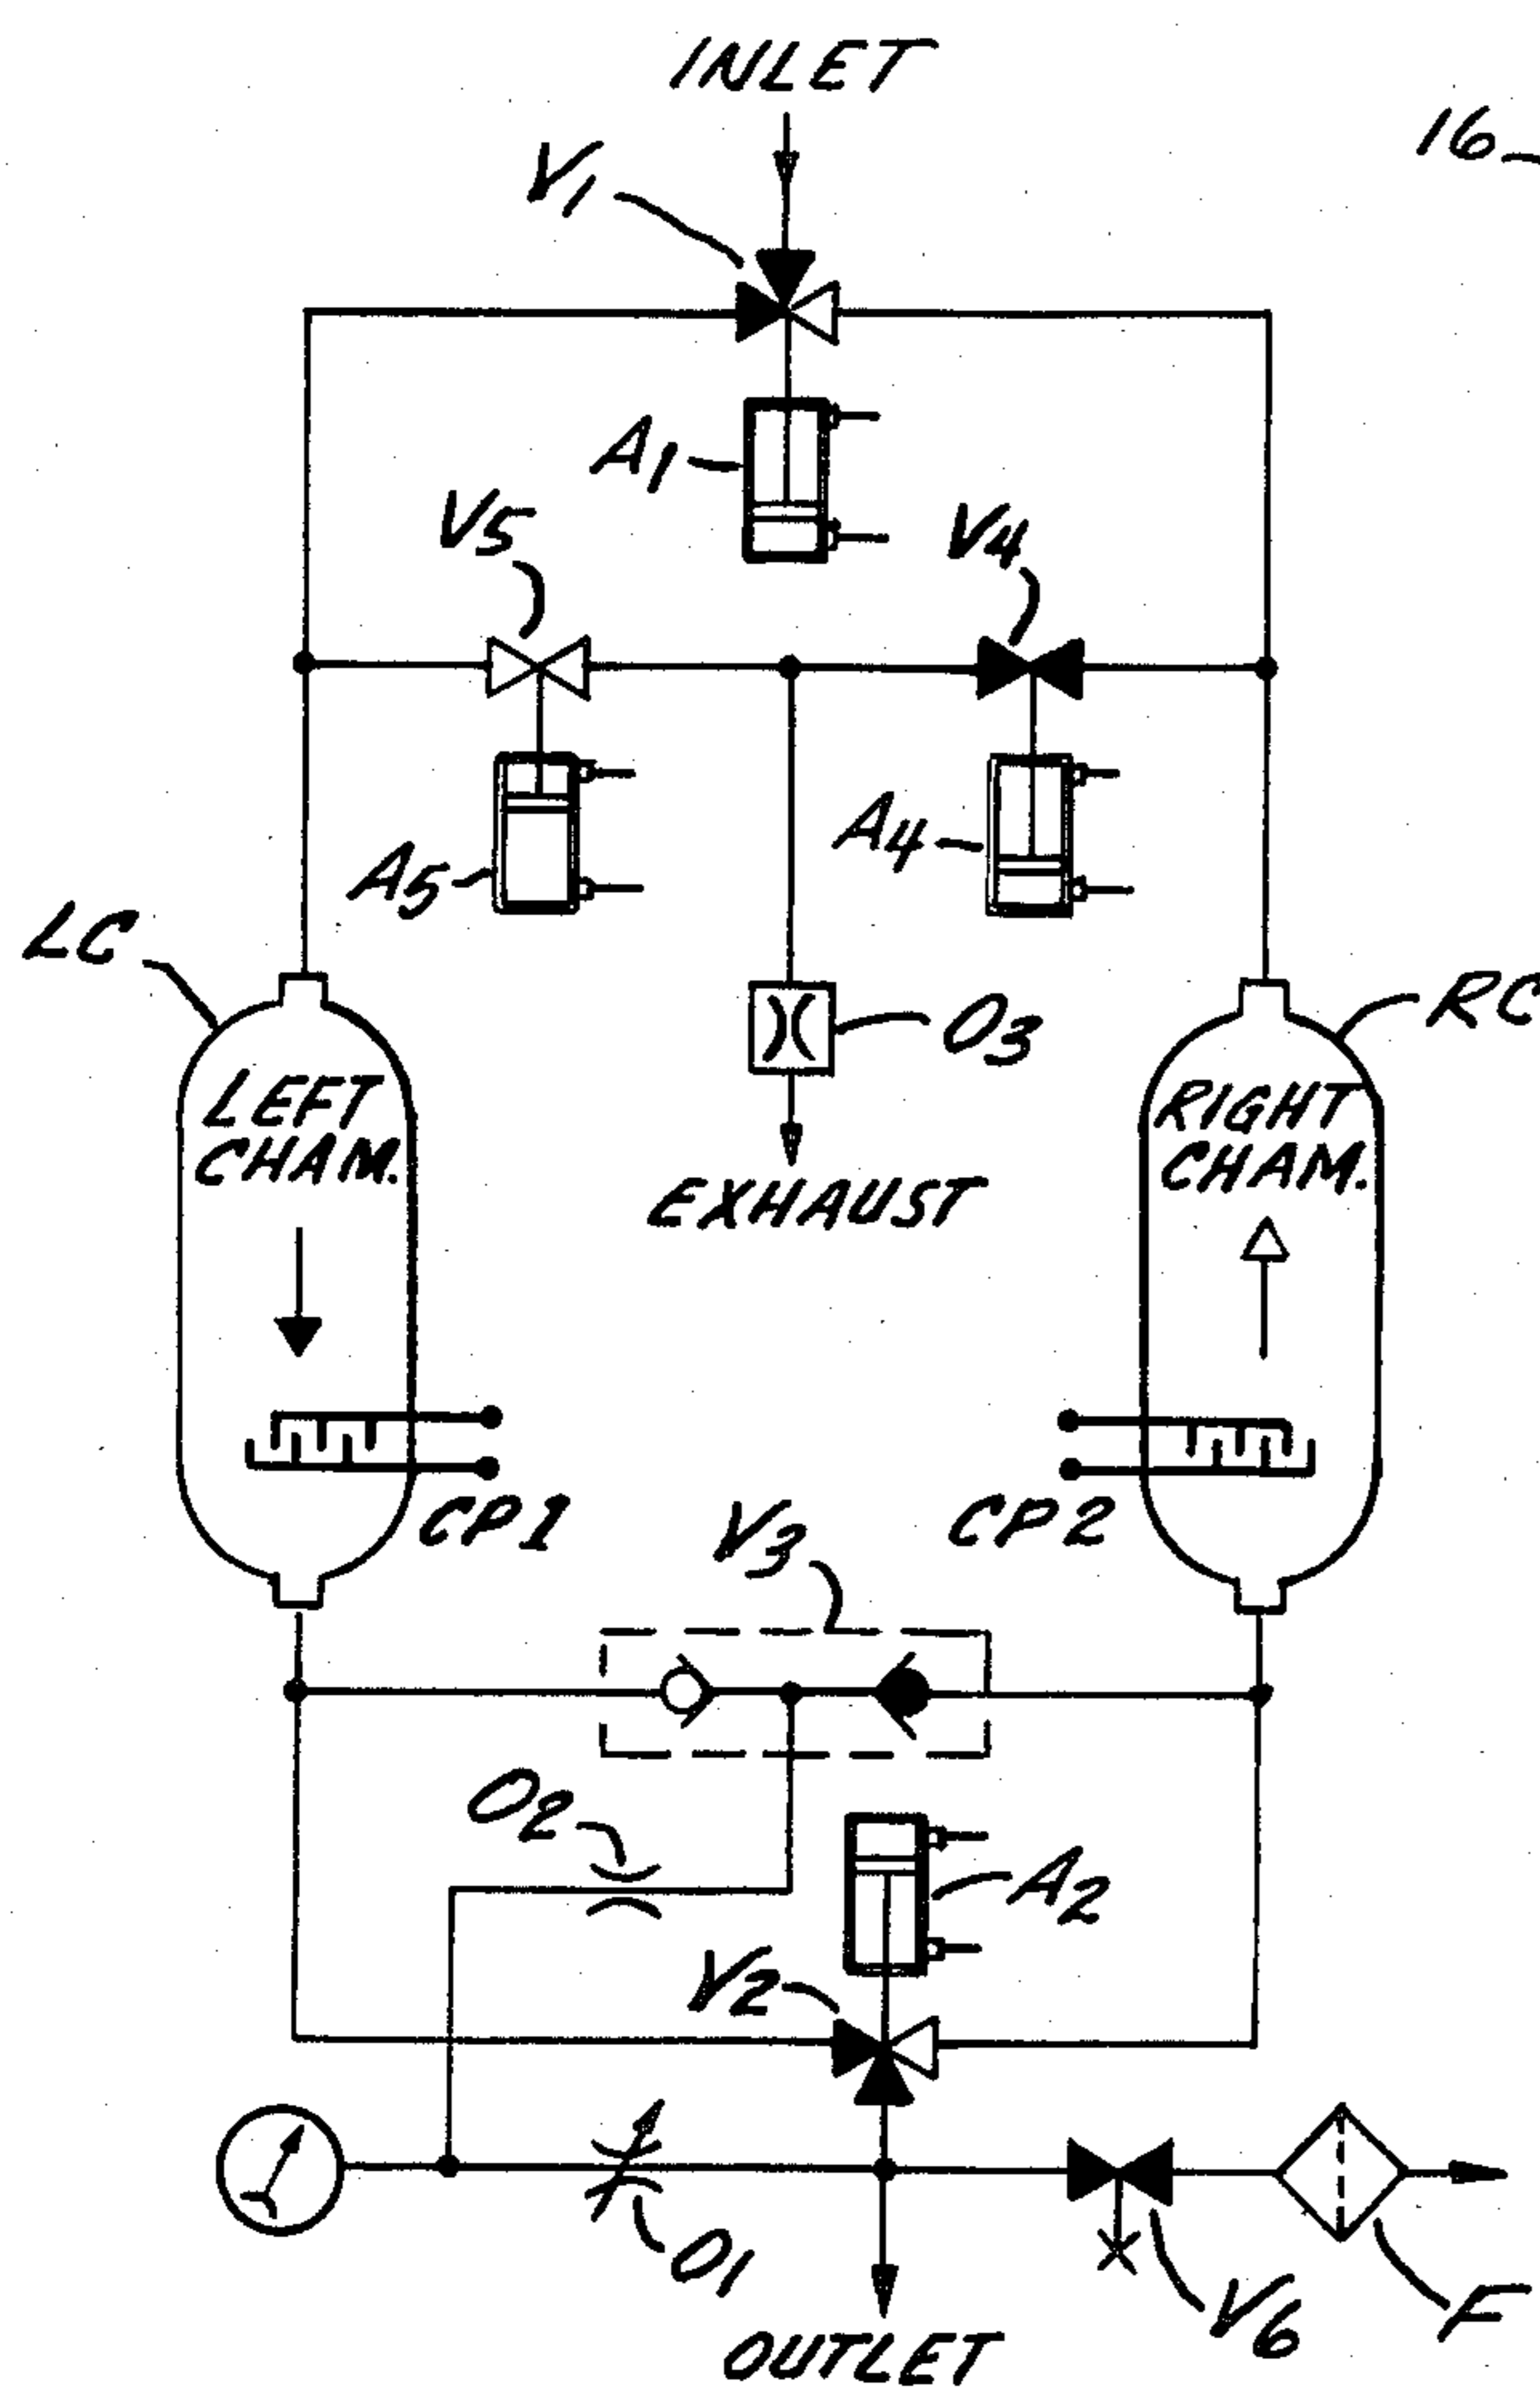 INLET
16
V1
A1
V5
V4
A5
A4
LC
RC
O3
LEFT
CHAM.
RIGHT
CHAM.
EXHAUST
CP1
CP2
V3
O2
A2
V2
O1
V6
F
OUTLET